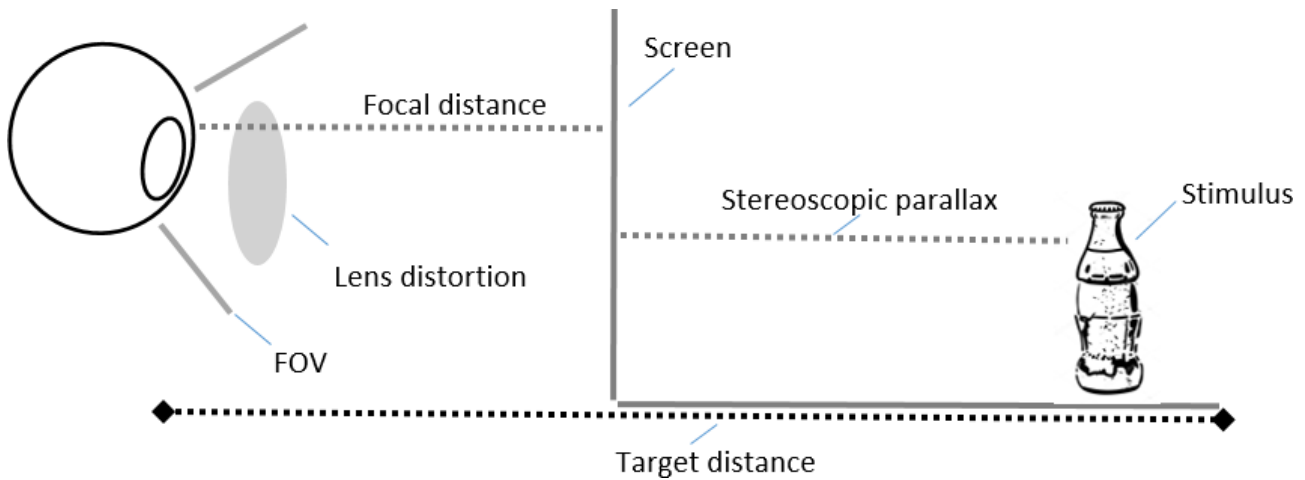 Screen
Focal distance
Stereoscopic parallax
Stimulus
Lens distortion
FOV
Target distance